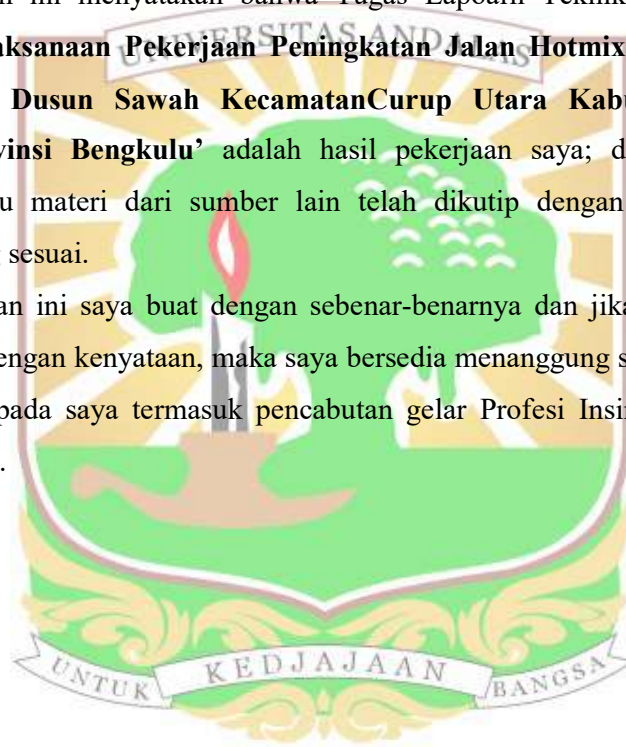 ini menyatakan bahwa Tugas
aksanaan Pekerjaan Peningkatan Jalan Hotmix
Dusun Sawah KecamatanCurup Utara Kabu
vinsi Bengkulu’ adalah hasil pekerjaan saya; d
u materi dari sumber lain telah dikutip dengan
sesuai.
an ini saya buat dengan sebenar-benarnya dan jika
engan kenyataan, maka saya bersedia menanggung s
pada saya termasuk pencabutan gelar Profesi Insi
.
UNIVERSITAS ANDALAS
UNTUK KEDJAJAAN BANGSA